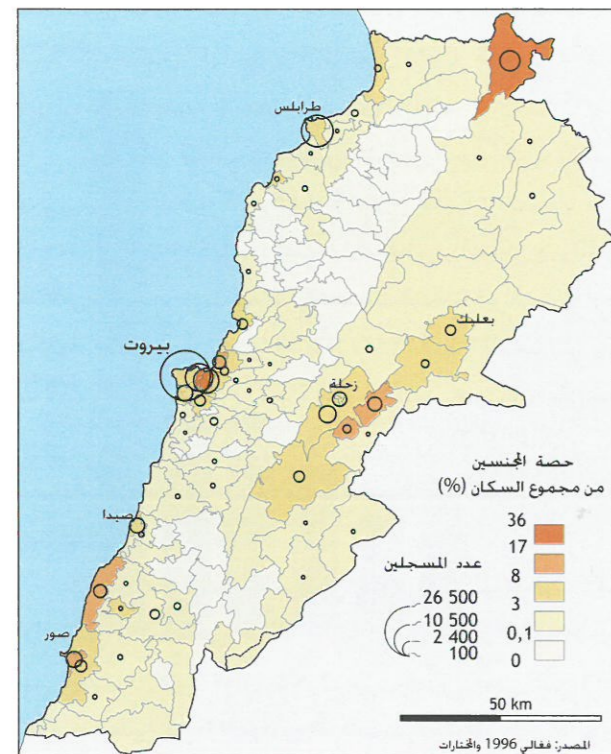 طرابلس
بعلبك
بيروت
زحلة
صيدا
صور
حصة المجنسين
من مجموع السكان (%)
36
17
8
3
0,1
0
عدد المسجلين
26 500
10 500
2 400
100
50 km
المصدر: فغالي 1996 والمختارات